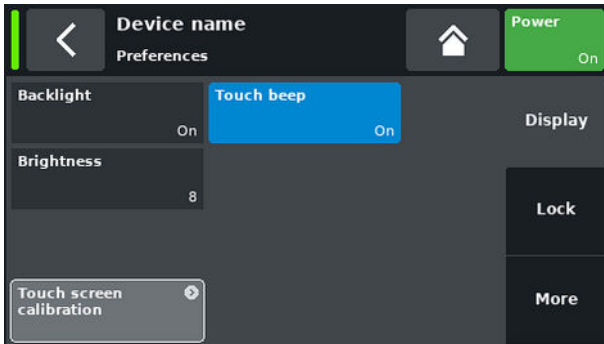 Device name
Preferences
Power
On
Backlight
On
Touch beep
On
Brightness
8
Touch screen
calibration
Display
Lock
More